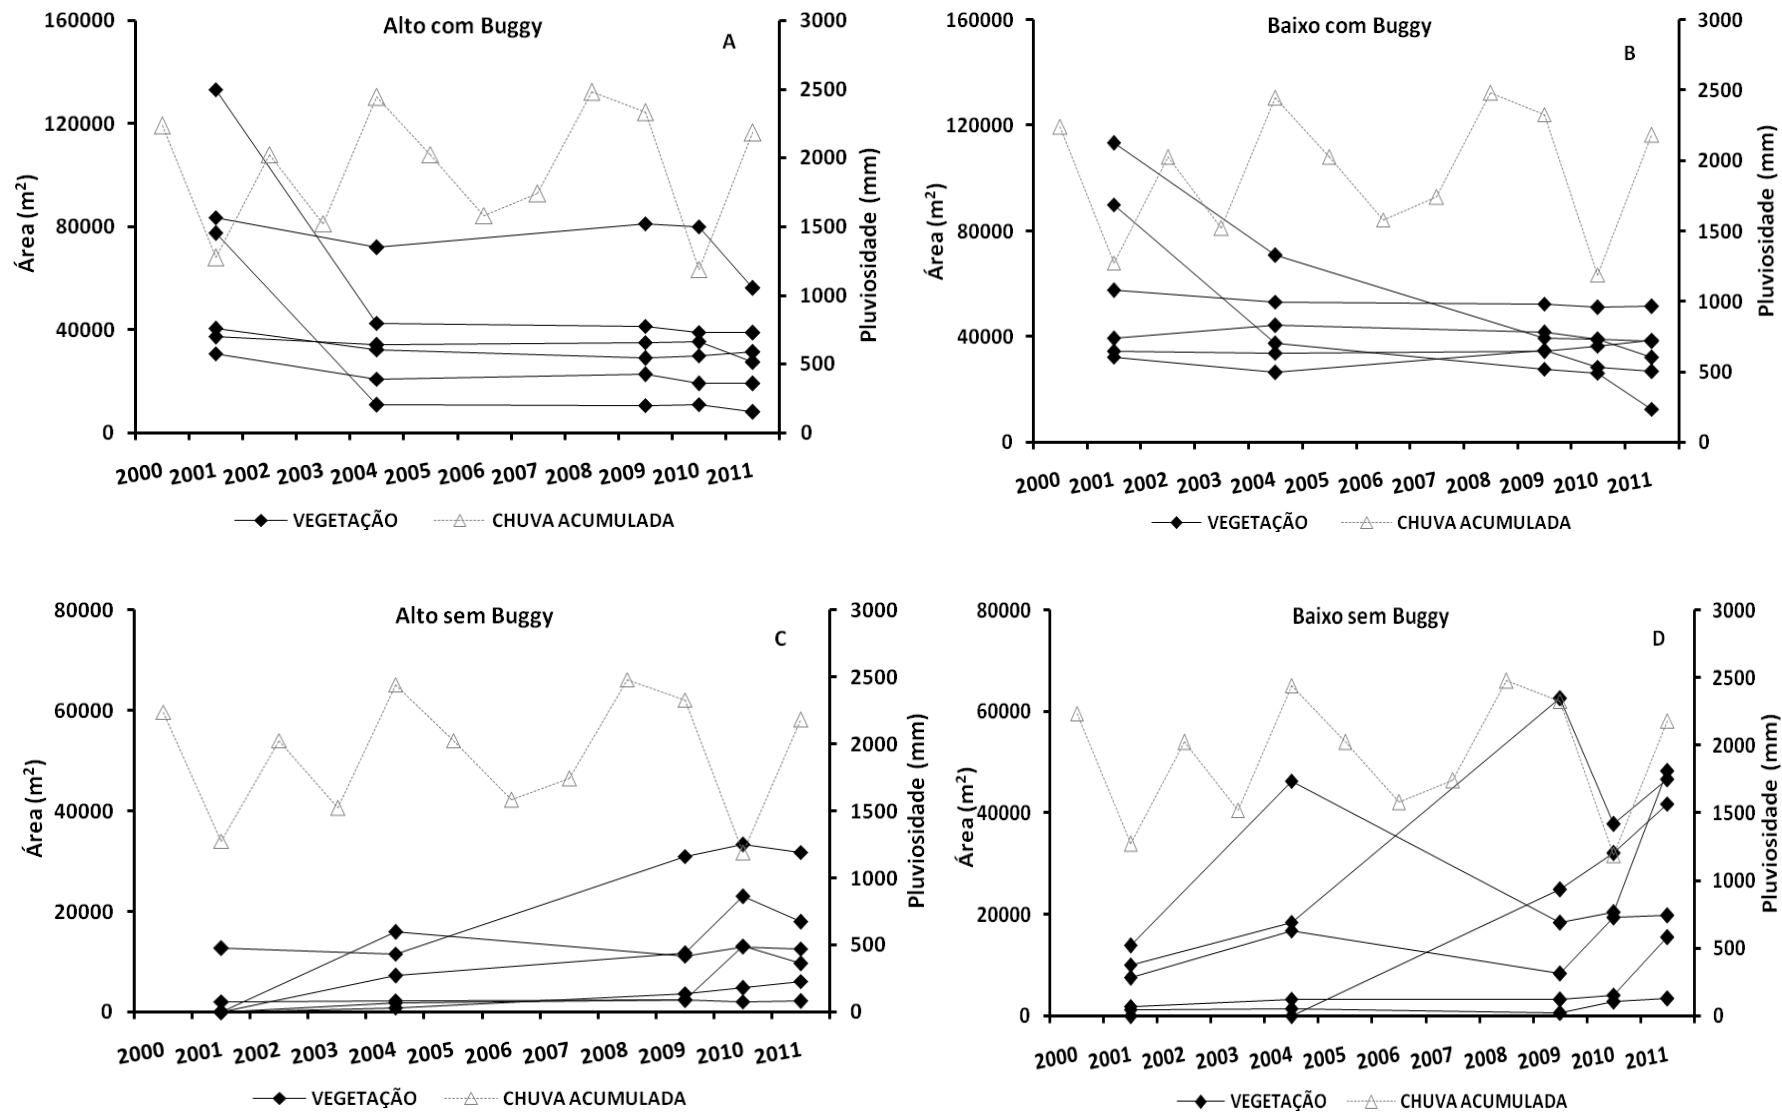 Alto com Buggy
A
160000
120000
80000
40000
0
Área (m²)
3000
2500
2000
1500
1000
500
0
Pluviosidade (mm)
2000 2001 2002 2003 2004 2005 2006 2007 2008 2009 2010 2011
VEGETAÇÃO CHUVA ACUMULADA
Baixo com Buggy
B
160000
120000
80000
40000
0
Área (m²)
3000
2500
2000
1500
1000
500
0
Pluviosidade (mm)
2000 2001 2002 2003 2004 2005 2006 2007 2008 2009 2010 2011
VEGETAÇÃO CHUVA ACUMULADA
Alto sem Buggy
C
80000
60000
40000
20000
0
Área (m²)
3000
2500
2000
1500
1000
500
0
Pluviosidade (mm)
2000 2001 2002 2003 2004 2005 2006 2007 2008 2009 2010 2011
VEGETAÇÃO CHUVA ACUMULADA
Baixo sem Buggy
D
80000
60000
40000
20000
0
Área (m²)
3000
2500
2000
1500
1000
500
0
Pluviosidade (mm)
2000 2001 2002 2003 2004 2005 2006 2007 2008 2009 2010 2011
VEGETAÇÃO CHUVA ACUMULADA